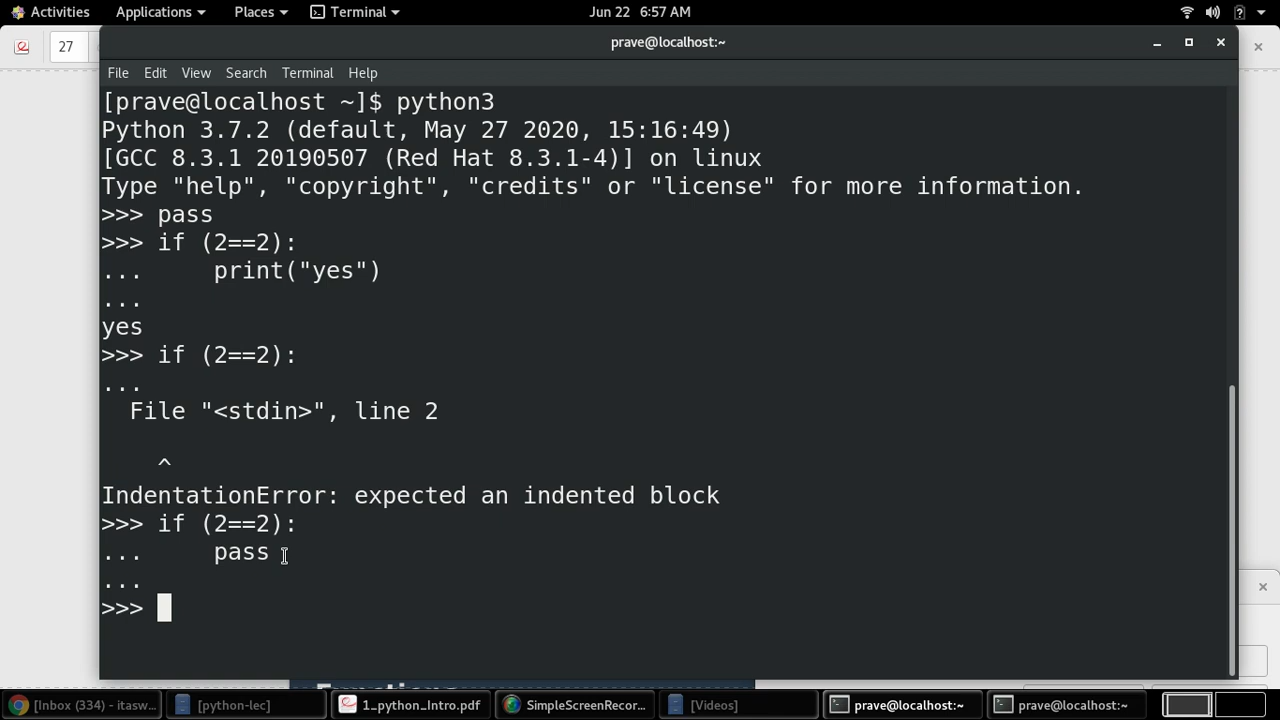 Activities Applications Places Terminal Jun 22 6:57 AM
27
prave@localhost:~
File Edit View Search Terminal Help
[prave@localhost ~]$ python3
Python 3.7.2 (default, May 27 2020, 15:16:49)
[GCC 8.3.1 20190507 (Red Hat 8.3.1-4)] on linux
Type "help", "copyright", "credits" or "license" for more information.
>>> pass
>>> if (2==2):
...     print("yes")
...
yes
>>> if (2==2):
...
  File "<stdin>", line 2
    ^
IndentationError: expected an indented block
>>> if (2==2):
...     pass
...
>>>
Functions
[Inbox (334) - itasw... [python-lec] 1_python_Intro.pdf SimpleScreenRecor... [Videos] prave@localhost:~ prave@localhost:~